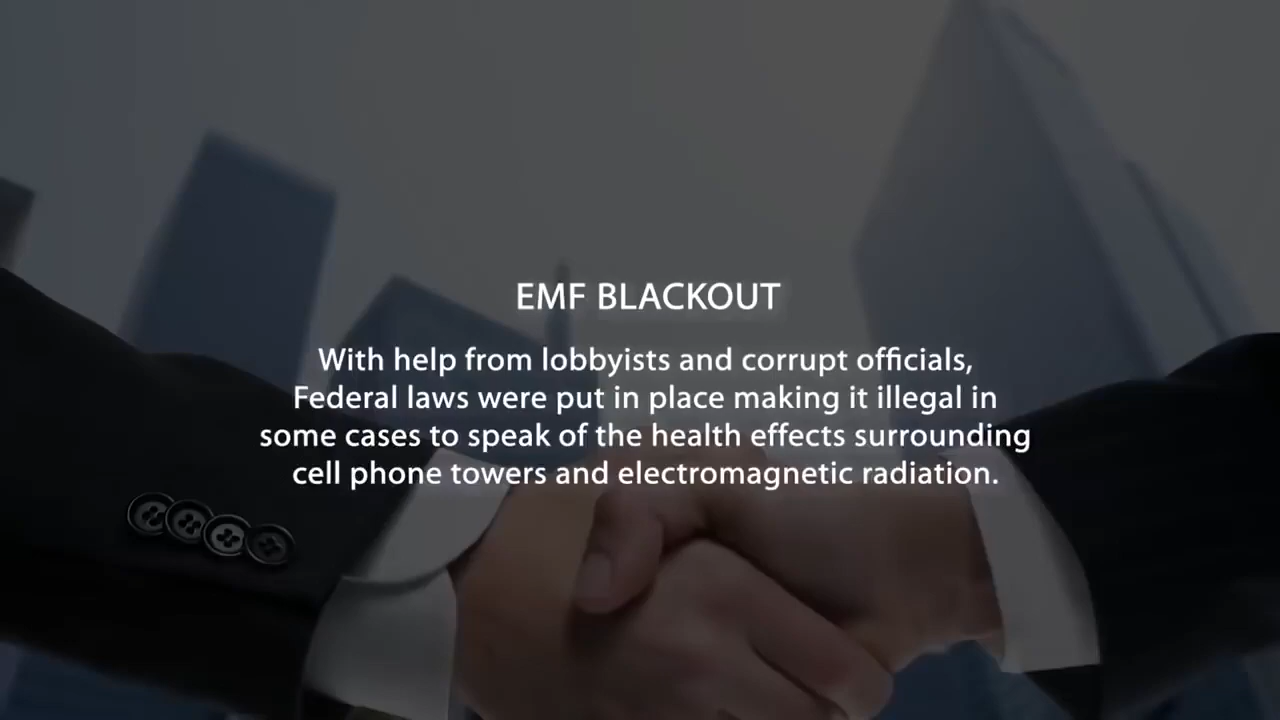 EMF BLACKOUT
With help from lobbyists and corrupt officials,
Federal laws were put in place making it illegal in
some cases to speak of the health effects surrounding
cell phone towers and electromagnetic radiation.